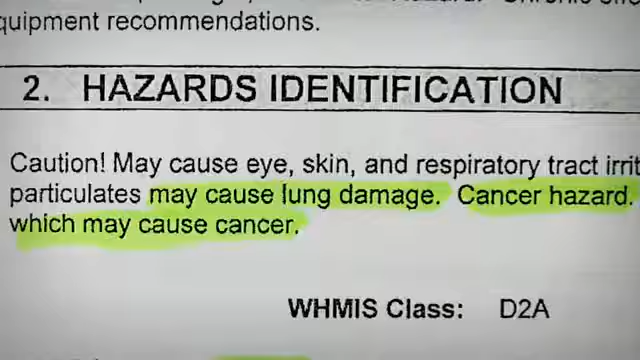 equipment recommendations.
2. HAZARDS IDENTIFICATION
Caution! May cause eye, skin, and respiratory tract
particulates may cause lung damage. Cancer hazard.
which may cause cancer.
WHMIS Class: D2A